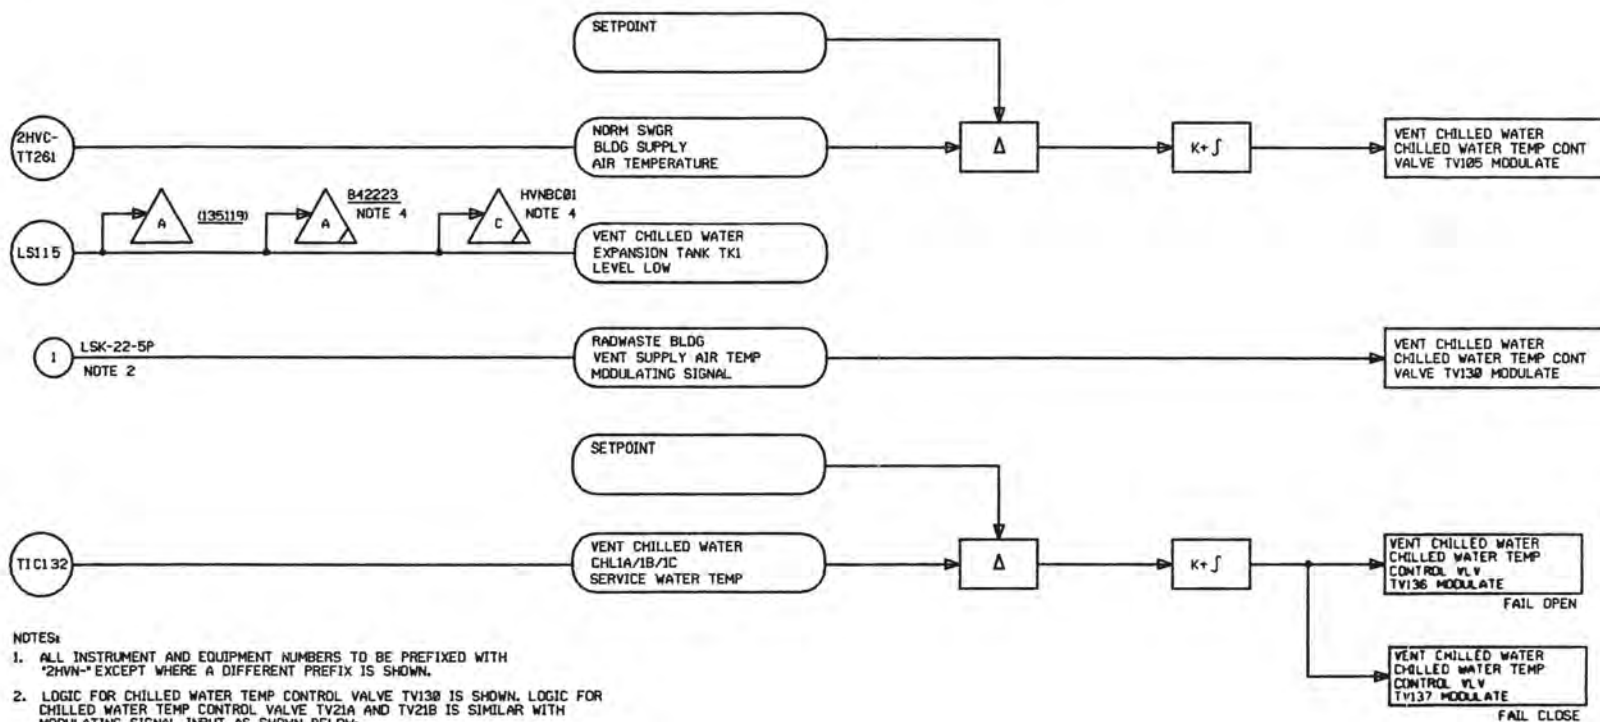 SETPOINT
2HVC-
TT261
NORM SWGR
BLDG SUPPLY
AIR TEMPERATURE
Δ
K+∫
VENT CHILLED WATER
CHILLED WATER TEMP CONT
VALVE TV105 MODULATE
LS115
A
(135119)
A
842223
NOTE 4
C
HVNBC01
NOTE 4
VENT CHILLED WATER
EXPANSION TANK TK1
LEVEL LOW
1
LSK-22-5P
NOTE 2
RADWASTE BLDG
VENT SUPPLY AIR TEMP
MODULATING SIGNAL
VENT CHILLED WATER
CHILLED WATER TEMP CONT
VALVE TV130 MODULATE
SETPOINT
TIC132
VENT CHILLED WATER
CHL1A/1B/1C
SERVICE WATER TEMP
Δ
K+∫
VENT CHILLED WATER
CHILLED WATER TEMP
CONTROL VLV
TV136 MODULATE
FAIL OPEN
VENT CHILLED WATER
CHILLED WATER TEMP
CONTROL VLV
TV137 MODULATE
FAIL CLOSE
NOTES:
1. ALL INSTRUMENT AND EQUIPMENT NUMBERS TO BE PREFIXED WITH
"2HVN-" EXCEPT WHERE A DIFFERENT PREFIX IS SHOWN.
2. LOGIC FOR CHILLED WATER TEMP CONTROL VALVE TV130 IS SHOWN. LOGIC FOR
CHILLED WATER TEMP CONTROL VALVE TV21A AND TV21B IS SIMILAR WITH
MODULATING SIGNAL INPUT AS SHOWN BELOW: